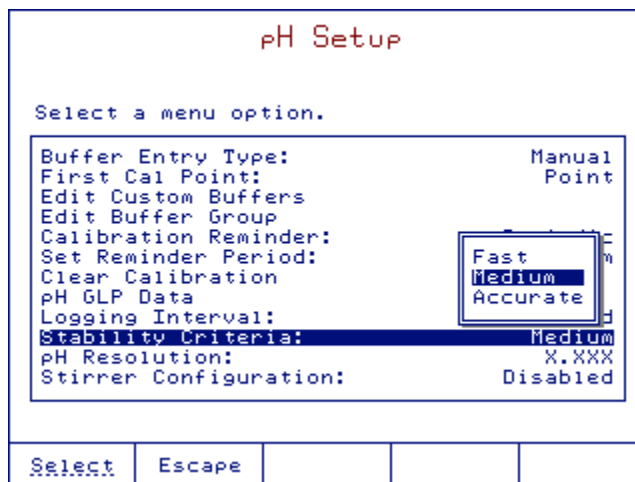 pH Setup
Select a menu option.
Buffer Entry Type: Manual
First Cal Point: Point
Edit Custom Buffers
Edit Buffer Group
Calibration Reminder:
Set Reminder Period:
Fast
Clear Calibration
Medium
pH GLP Data
Accurate
Logging Interval:
Stability Criteria: Medium
pH Resolution: X.XXX
Stirrer Configuration: Disabled
Select Escape